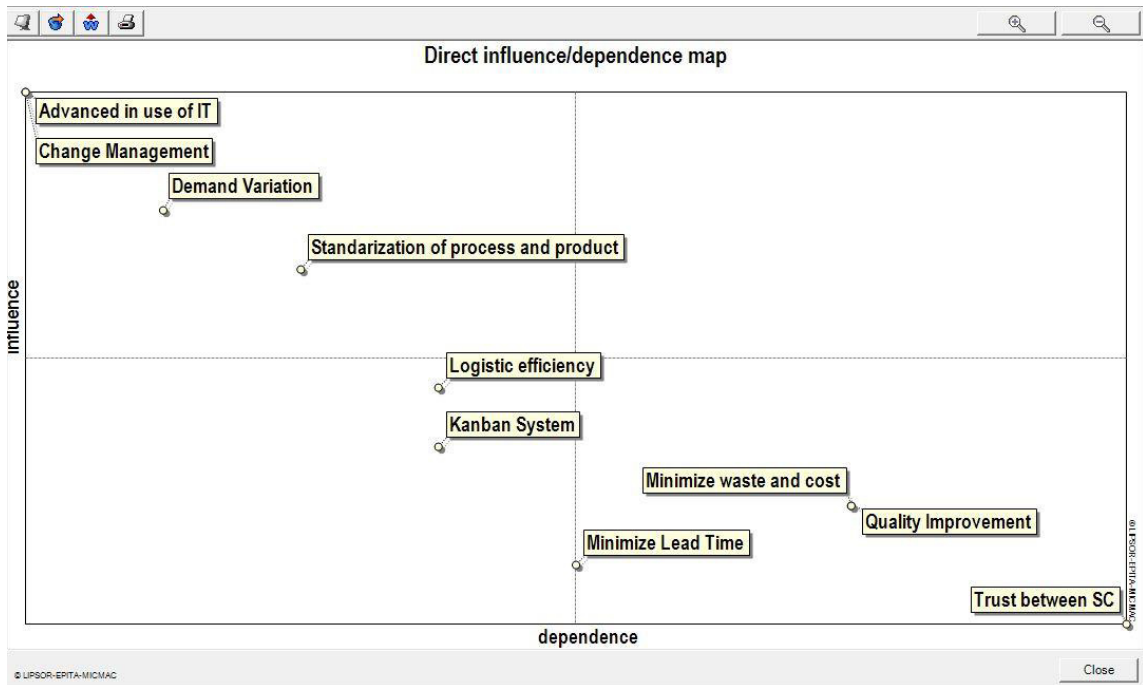 Direct influence/dependence map
Advanced in use of IT
Change Management
Demand Variation
Standarization of process and product
influence
Logistic efficiency
Kanban System
Minimize waste and cost
Quality Improvement
Minimize Lead Time
Trust between SC
© LIPSOR-EPITA-MICMAC
dependence
© LIPSOR-EPITA-MICMAC
Close